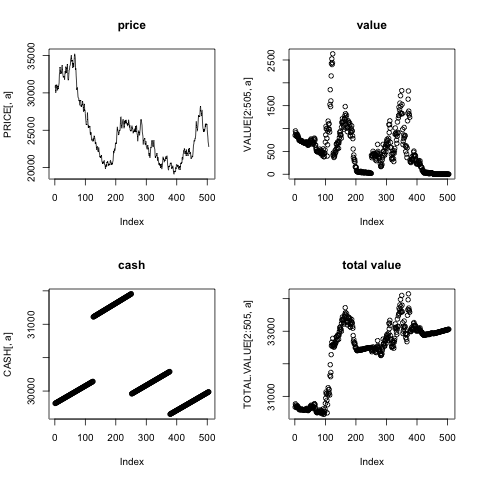 price
PRICE[, a]
35000
30000
25000
20000
0 100 200 300 400 500
Index
value
VALUE[2:505, a]
2500
1500
500
0
0 100 200 300 400 500
Index
cash
CASH[, a]
31000
30000
0 100 200 300 400 500
Index
total value
TOTAL.VALUE[2:505, a]
33000
31000
0 100 200 300 400 500
Index